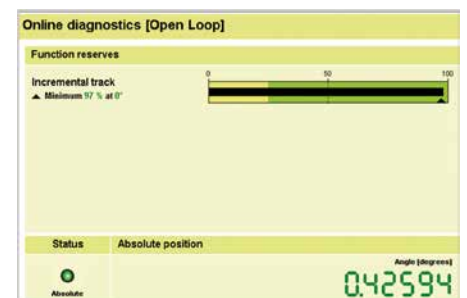 Online diagnostics [Open Loop]
Function reserves
0 50 100
Incremental track
▲ Minimum 97 % at 0°
Status Absolute position
Angle [degrees]
0.42594
Absolute